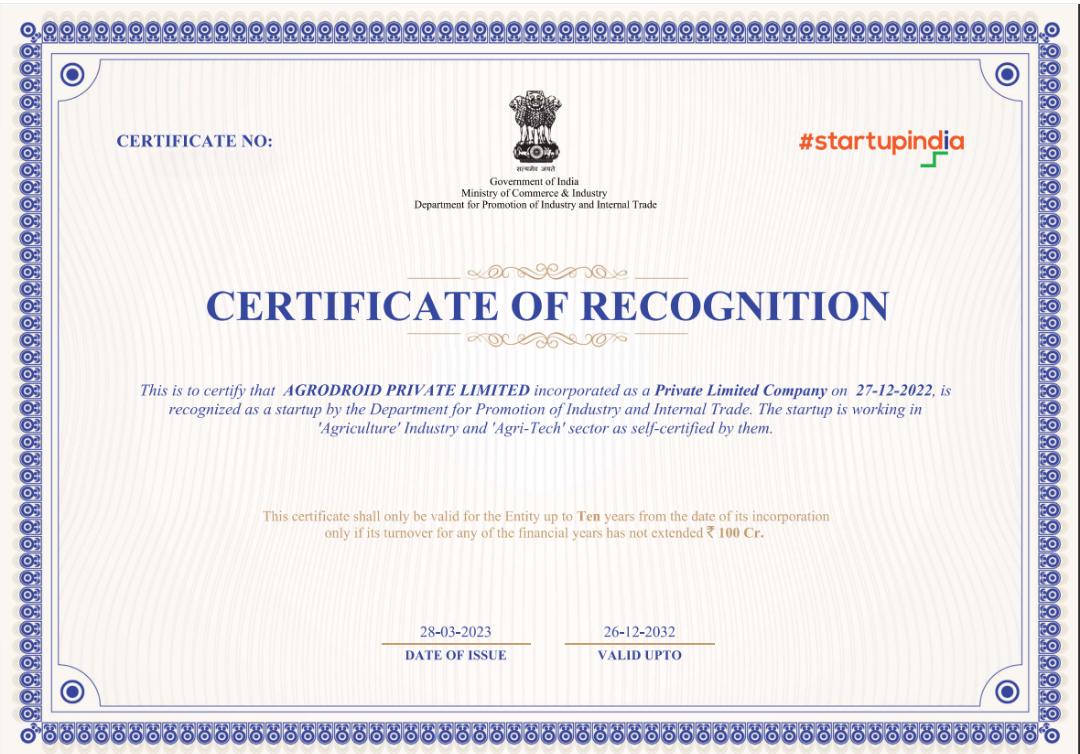 CERTIFICATE NO:
#startupindia
सत्यमेव जयते
Government of India
Ministry of Commerce & Industry
Department for Promotion of Industry and Internal Trade
CERTIFICATE OF RECOGNITION
This is to certify that AGRODROID PRIVATE LIMITED incorporated as a Private Limited Company on 27-12-2022, is
recognized as a startup by the Department for Promotion of Industry and Internal Trade. The startup is working in
'Agriculture' Industry and 'Agri-Tech' sector as self-certified by them.
This certificate shall only be valid for the Entity up to Ten years from the date of its incorporation
only if its turnover for any of the financial years has not extended ₹ 100 Cr.
28-03-2023
DATE OF ISSUE
26-12-2032
VALID UPTO